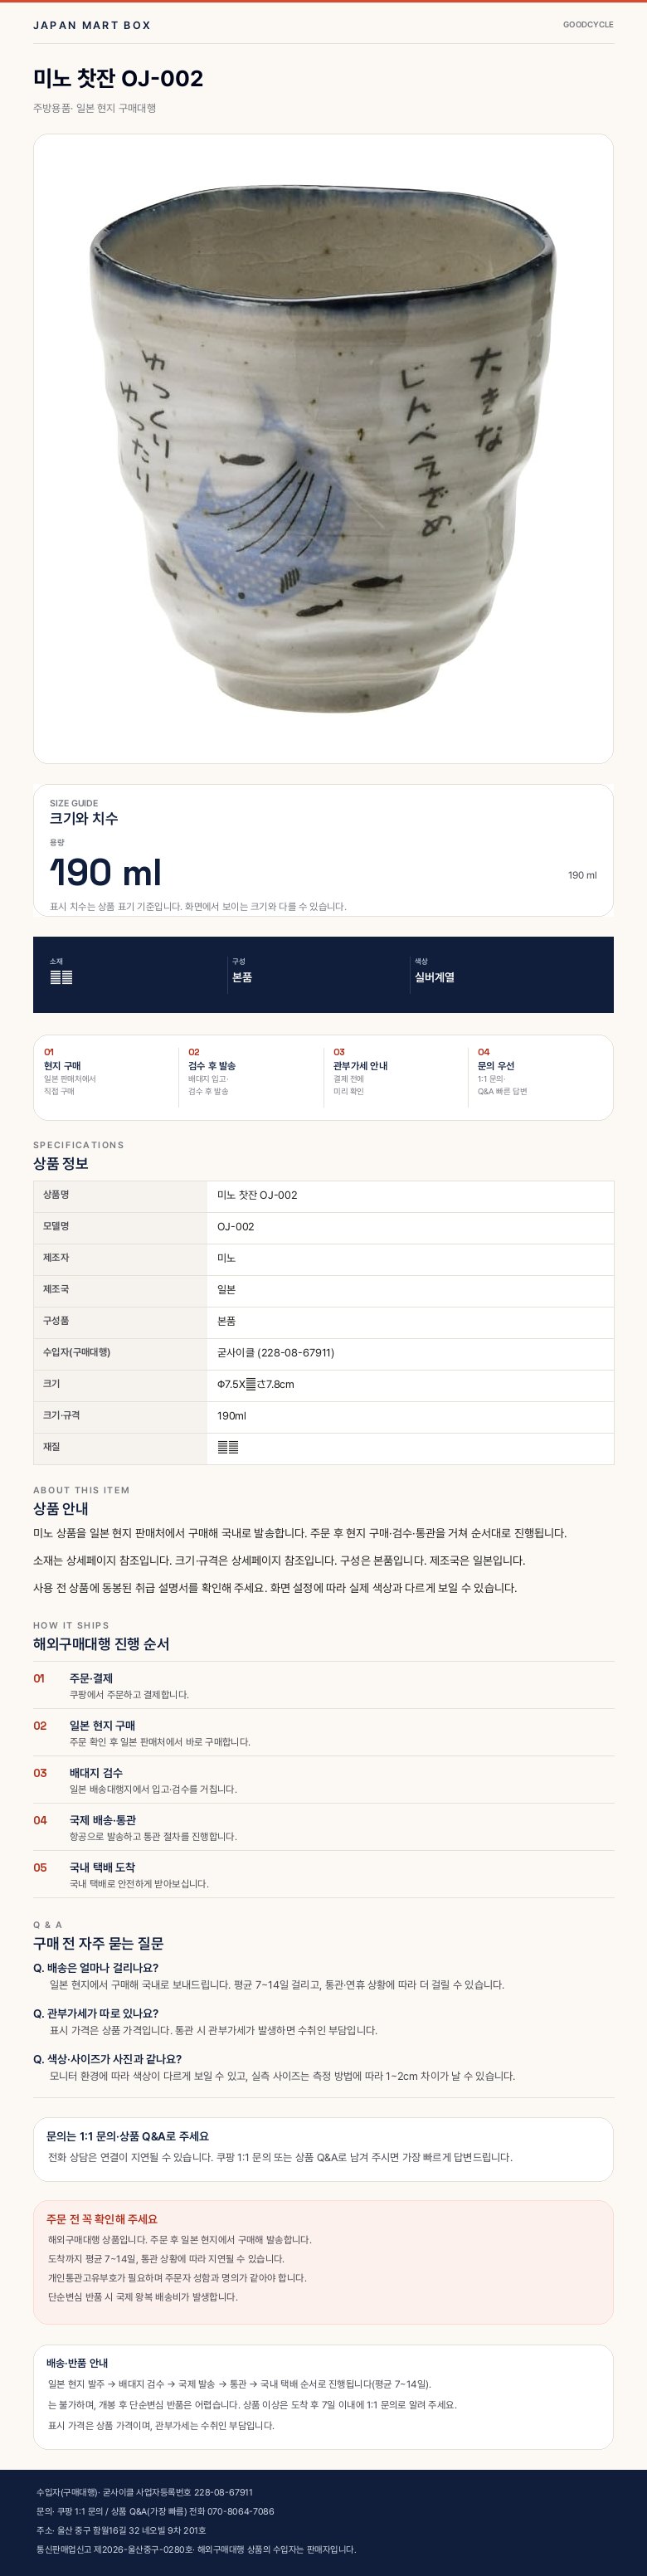 JAPAN MART BOX
GOODCYCLE
미노 찻잔 OJ-002
주방용품· 일본 현지 구매대행
たきな
じんべえざめ
ゆっくり
ゆったり
SIZE GUIDE
크기와 치수
용량
190 ml
190 ml
표시 치수는 상품 표기 기준입니다. 화면에서 보이는 크기와 다를 수 있습니다.
소재
구성
색상
본품
실버계열
01
02
03
04
현지 구매
검수 후 발송
관부가세 안내
문의 우선
일본 판매처에서
배대지 입고·
결제 전에
1:1 문의·
직접 구매
검수 후 발송
미리 확인
Q&A 빠른 답변
SPECIFICATIONS
상품 정보
상품명 미노 찻잔 OJ-002
모델명 OJ-002
제조자 미노
제조국 일본
구성품 본품
수입자(구매대행) 굳사이클 (228-08-67911)
크기 Φ7.5X さ7.8cm
크기·규격 190ml
재질
ABOUT THIS ITEM
상품 안내
미노 상품을 일본 현지 판매처에서 구매해 국내로 발송합니다. 주문 후 현지 구매·검수·통관을 거쳐 순서대로 진행됩니다.
소재는 상세페이지 참조입니다. 크기·규격은 상세페이지 참조입니다. 구성은 본품입니다. 제조국은 일본입니다.
사용 전 상품에 동봉된 취급 설명서를 확인해 주세요. 화면 설정에 따라 실제 색상과 다르게 보일 수 있습니다.
HOW IT SHIPS
해외구매대행 진행 순서
01 주문·결제
쿠팡에서 주문하고 결제합니다.
02 일본 현지 구매
주문 확인 후 일본 판매처에서 바로 구매합니다.
03 배대지 검수
일본 배송대행지에서 입고·검수를 거칩니다.
04 국제 배송·통관
항공으로 발송하고 통관 절차를 진행합니다.
05 국내 택배 도착
국내 택배로 안전하게 받아보십니다.
Q & A
구매 전 자주 묻는 질문
Q. 배송은 얼마나 걸리나요?
일본 현지에서 구매해 국내로 보내드립니다. 평균 7~14일 걸리고, 통관·연휴 상황에 따라 더 걸릴 수 있습니다.
Q. 관부가세가 따로 있나요?
표시 가격은 상품 가격입니다. 통관 시 관부가세가 발생하면 수취인 부담입니다.
Q. 색상·사이즈가 사진과 같나요?
모니터 환경에 따라 색상이 다르게 보일 수 있고, 실측 사이즈는 측정 방법에 따라 1~2cm 차이가 날 수 있습니다.
문의는 1:1 문의·상품 Q&A로 주세요
전화 상담은 연결이 지연될 수 있습니다. 쿠팡 1:1 문의 또는 상품 Q&A로 남겨 주시면 가장 빠르게 답변드립니다.
주문 전 꼭 확인해 주세요
해외구매대행 상품입니다. 주문 후 일본 현지에서 구매해 발송합니다.
도착까지 평균 7~14일, 통관 상황에 따라 지연될 수 있습니다.
개인통관고유부호가 필요하며 주문자 성함과 명의가 같아야 합니다.
단순변심 반품 시 국제 왕복 배송비가 발생합니다.
배송·반품 안내
일본 현지 발주 → 배대지 검수 → 국제 발송 → 통관 → 국내 택배 순서로 진행됩니다(평균 7~14일).
는 불가하며, 개봉 후 단순변심 반품은 어렵습니다. 상품 이상은 도착 후 7일 이내에 1:1 문의로 알려 주세요.
표시 가격은 상품 가격이며, 관부가세는 수취인 부담입니다.
수입자(구매대행)· 굳사이클 사업자등록번호 228-08-67911
문의· 쿠팡 1:1 문의 / 상품 Q&A(가장 빠름) 전화 070-8064-7086
주소· 울산 중구 함월16길 32 네오빌 9차 201호
통신판매업신고 제2026-울산중구-0280호· 해외구매대행 상품의 수입자는 판매자입니다.